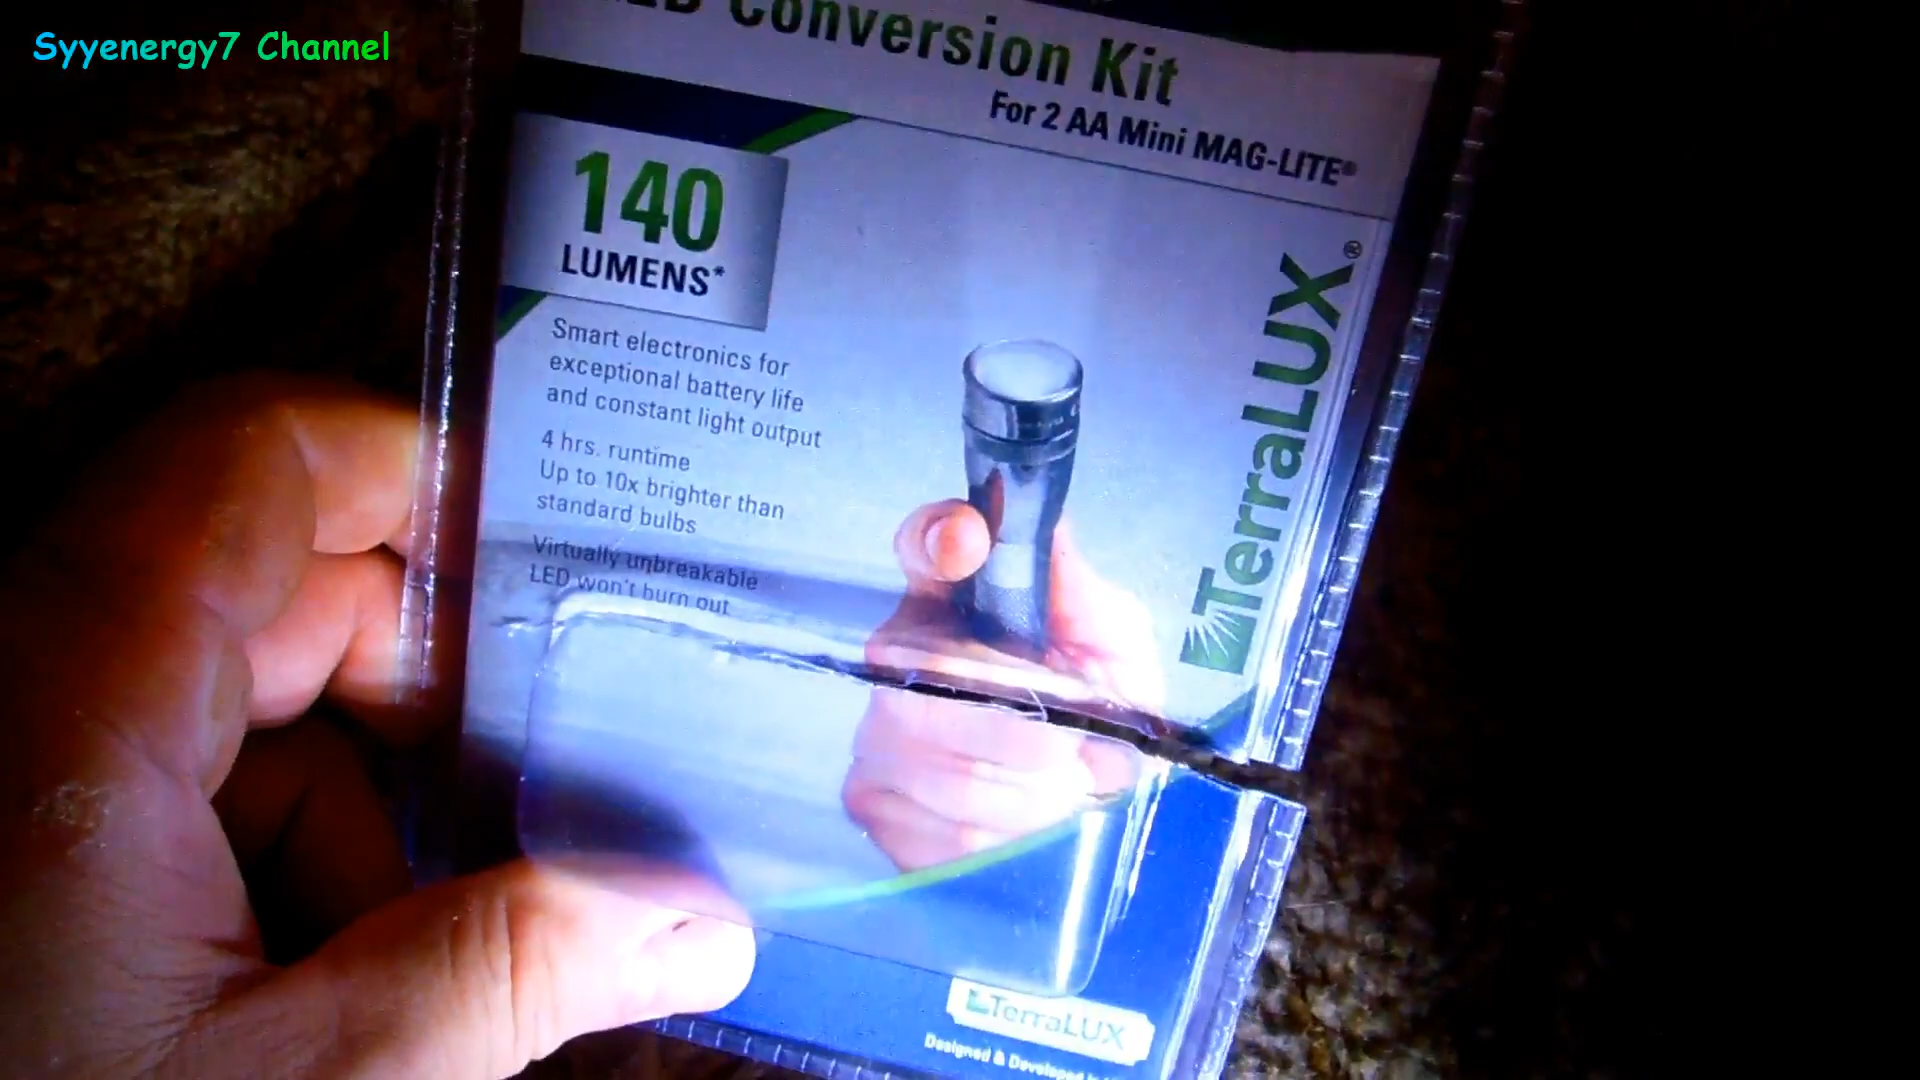 Syyenergy7 Channel
LED Conversion Kit
For 2 AA Mini MAG-LITE®
140
LUMENS*
Smart electronics for
exceptional battery life
and constant light output
4 hrs. runtime
Up to 10x brighter than
standard bulbs
Virtually unbreakable
LED won't burn out
TerraLUX®
TerraLUX
Designed & Developed